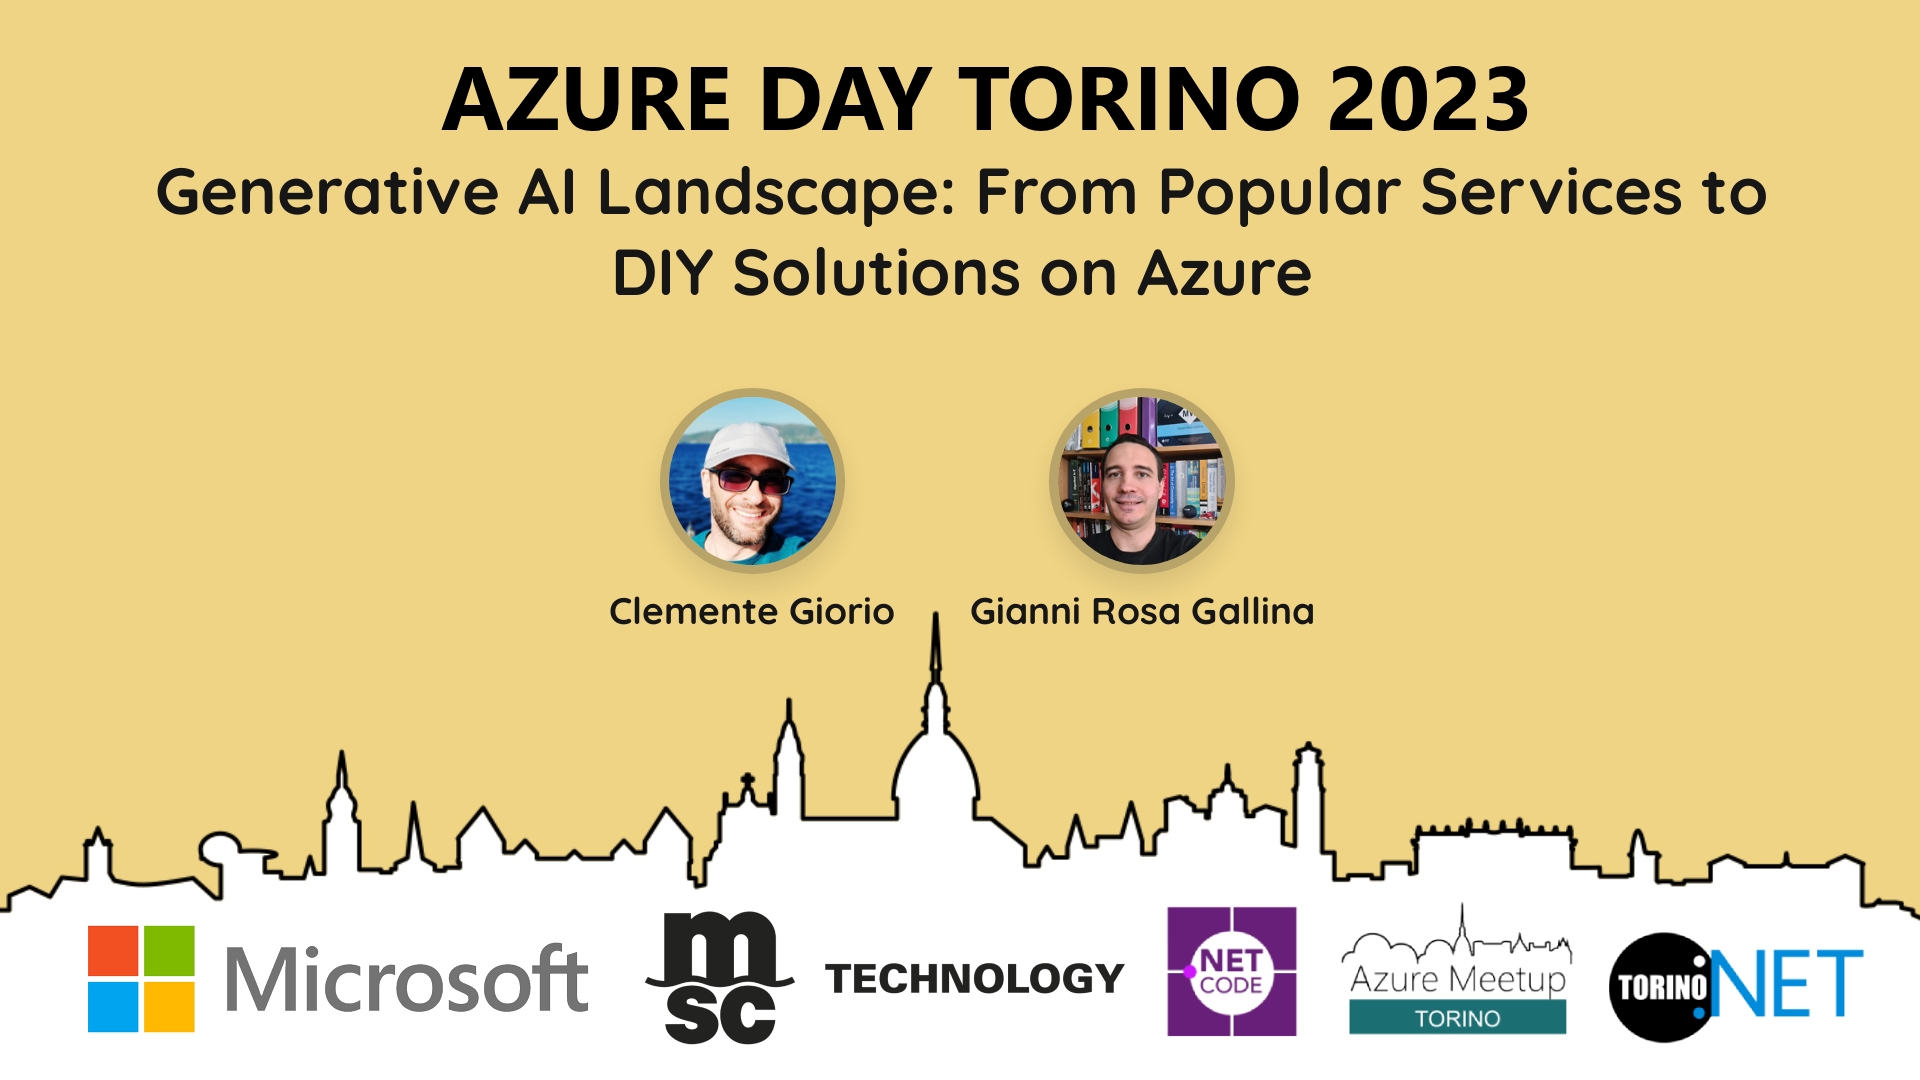 AZURE DAY TORINO 2023
Generative AI Landscape: From Popular Services to
DIY Solutions on Azure
Clemente Giorio
Gianni Rosa Gallina
Microsoft
msc
TECHNOLOGY
.NET
CODE
Azure Meetup
TORINO
TORINO.NET